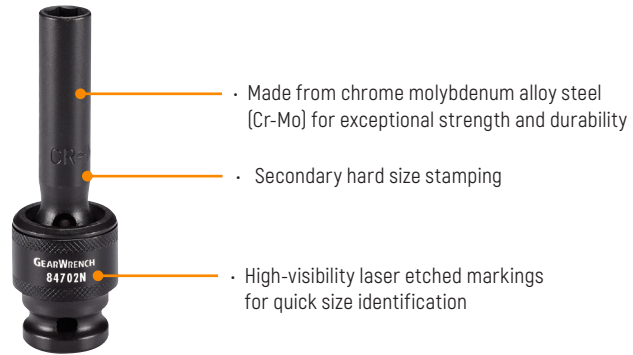 · Made from chrome molybdenum alloy steel
(Cr-Mo) for exceptional strength and durability
CR-
· Secondary hard size stamping
GEARWRENCH
84702N
· High-visibility laser etched markings
for quick size identification